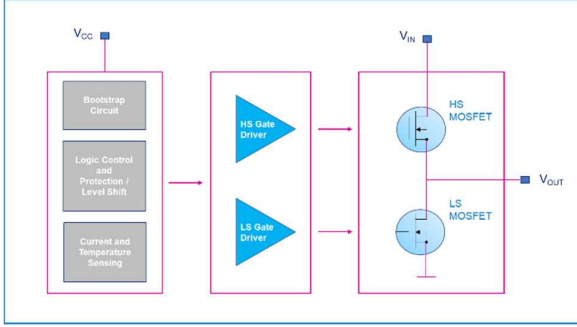 VCC
VIN
Bootstrap
Circuit
Logic Control
and
Protection /
Level Shift
Current and
Temperature
Sensing
HS Gate
Driver
LS Gate
Driver
HS
MOSFET
VOUT
LS
MOSFET